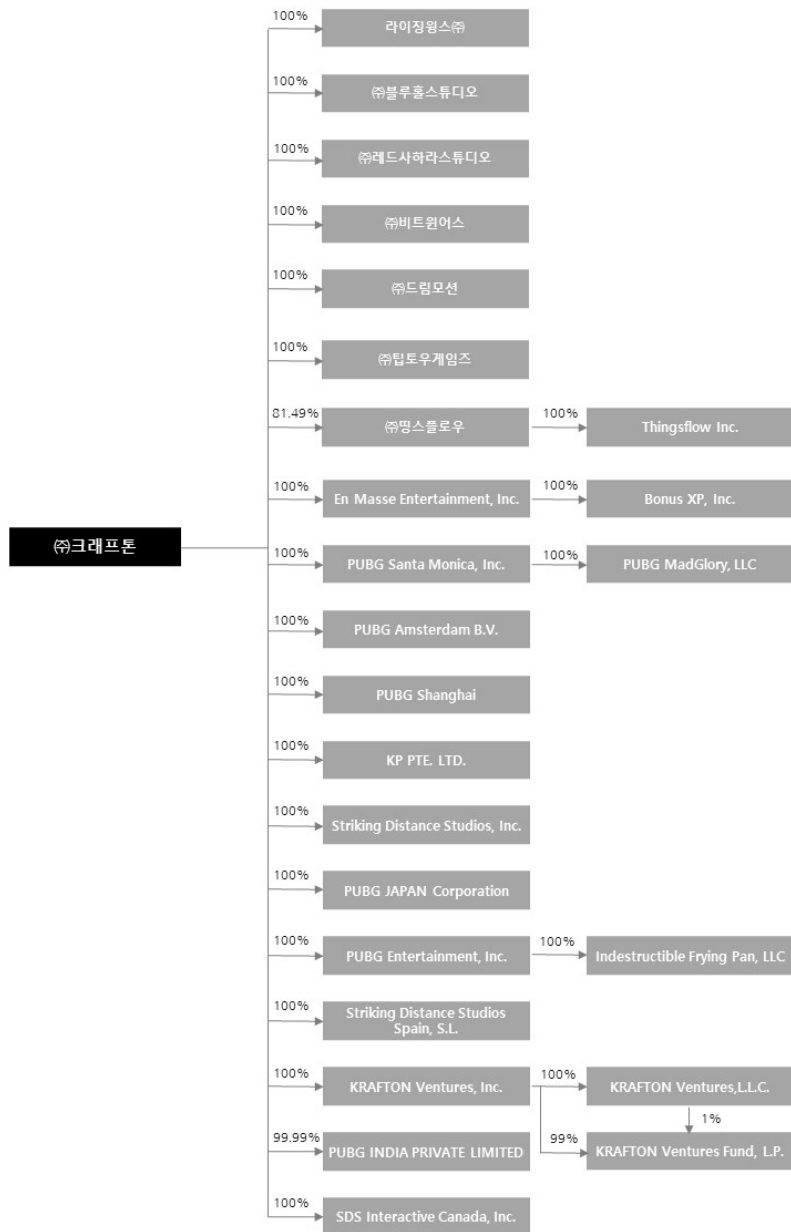 100%
라이징윙스㈜
100%
㈜블루홀스튜디오
100%
㈜레드사하라스튜디오
100%
㈜비트윈어스
100%
㈜드림모션
100%
㈜팁토우게임즈
81.49%
㈜띵스플로우
100%
Thingsflow Inc.
100%
En Masse Entertainment, Inc.
100%
Bonus XP, Inc.
㈜크래프톤
100%
PUBG Santa Monica, Inc.
100%
PUBG MadGlory, LLC
100%
PUBG Amsterdam B.V.
100%
PUBG Shanghai
100%
KP PTE. LTD.
100%
Striking Distance Studios, Inc.
100%
PUBG JAPAN Corporation
100%
PUBG Entertainment, Inc.
100%
Indestructible Frying Pan, LLC
100%
Striking Distance Studios
Spain, S.L.
100%
KRAFTON Ventures, Inc.
100%
KRAFTON Ventures,L.L.C.
1%
99.99%
PUBG INDIA PRIVATE LIMITED
99%
KRAFTON Ventures Fund, L.P.
100%
SDS Interactive Canada, Inc.